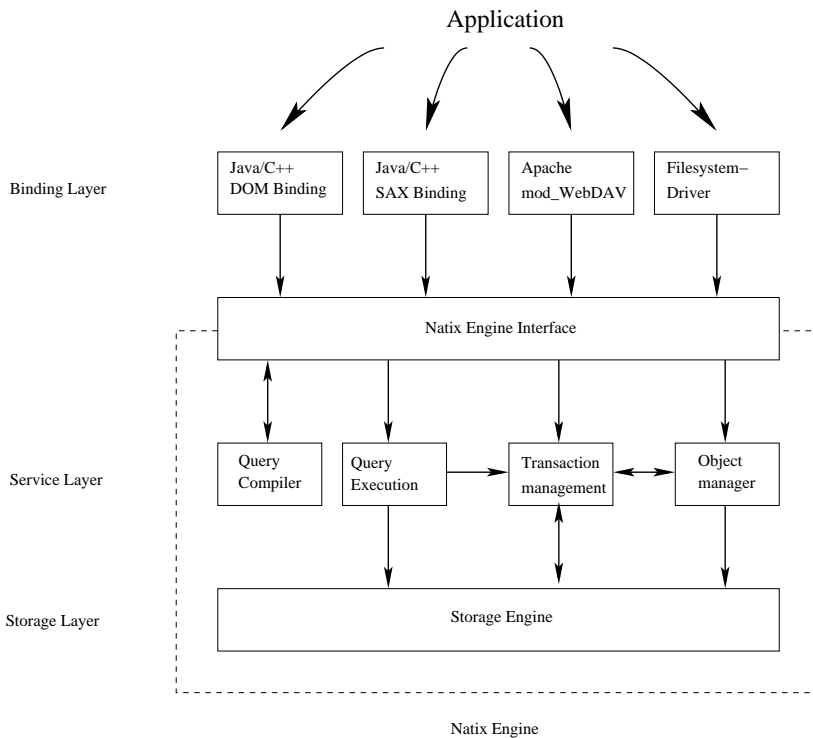 Application
Binding Layer
Java/C++
DOM Binding
Java/C++
SAX Binding
Apache
mod_WebDAV
Filesystem−
Driver
Natix Engine Interface
Service Layer
Query
Compiler
Query
Execution
Transaction
management
Object
manager
Storage Layer
Storage Engine
Natix Engine